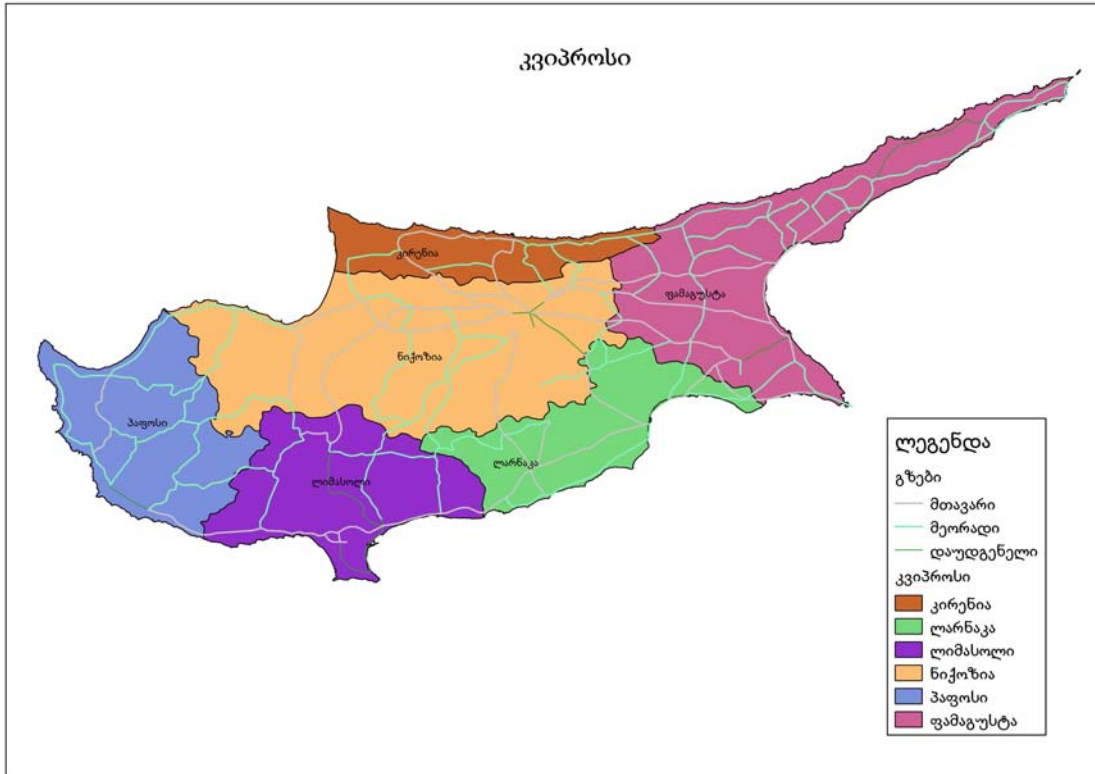 კვიპროსი
კირენია
ფამაგუსტა
ნიქოზია
პაფოსი
ლარნაკა
ლიმასოლი
ლეგენდა
გზები
მთავარი
მეორადი
დაუდგენელი
კვიპროსი
კირენია
ლარნაკა
ლიმასოლი
ნიქოზია
პაფოსი
ფამაგუსტა